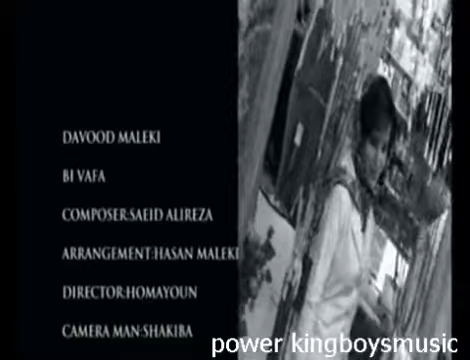 DAVOOD MALEKI
BI VAFA
COMPOSER:SAEID ALIREZA
ARRANGEMENT:HASAN MALEKI
DIRECTOR:HOMAYOUN
CAMERA MAN:SHAKIBA
power kingboysmusic